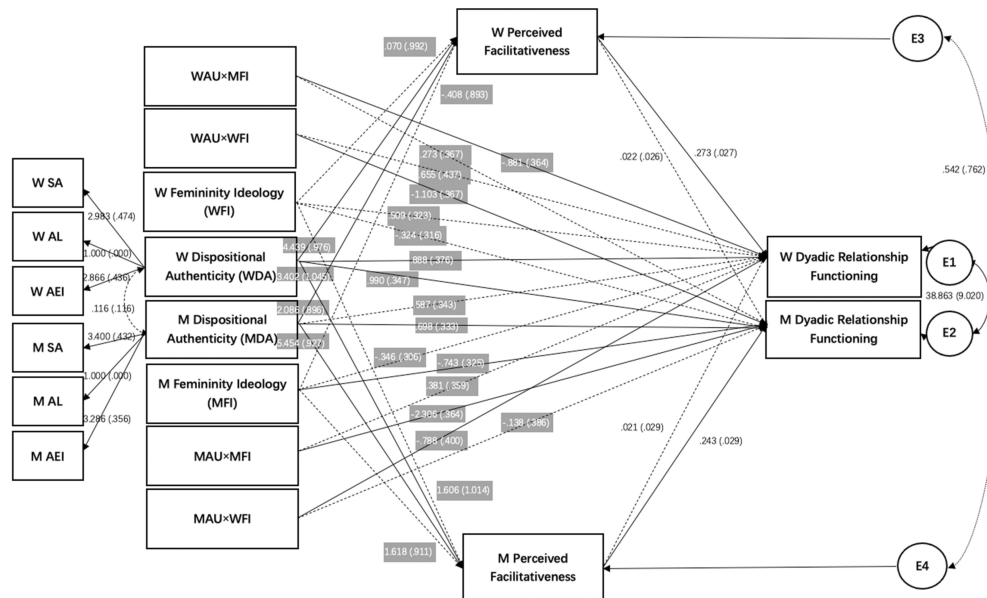 W Perceived
Facilitativeness
E3
.070 (.992)
WAU×MFI
-.408 (.893)
WAU×WFI
.273 (.367)
-.881 (.364)
.022 (.026)
.273 (.027)
.542 (.762)
.655 (.437)
W SA
W Femininity Ideology
(WFI)
-1.103 (.367)
2.983 (.474)
.509 (.323)
W AL
-.324 (.316)
W Dispositional
Authenticity (WDA)
4.439 (.976)
1.000 (.000)
.888 (.376)
W Dyadic Relationship
Functioning
E1
W AEI
2.866 (.436)
8.402 (1.045)
.990 (.347)
38.863 (9.020)
.116 (.116)
2.086 (.896)
.587 (.343)
M SA
3.400 (.432)
M Dispositional
Authenticity (MDA)
5.454 (.927)
.698 (.333)
M Dyadic Relationship
Functioning
E2
-.346 (.306)
-.743 (.325)
M AL
1.000 (.000)
M Femininity Ideology
(MFI)
.381 (.359)
3.286 (.356)
-2.306 (.364)
-.138 (.386)
M AEI
MAU×MFI
-.788 (.400)
.021 (.029)
.243 (.029)
MAU×WFI
1.606 (1.014)
1.618 (.911)
M Perceived
Facilitativeness
E4